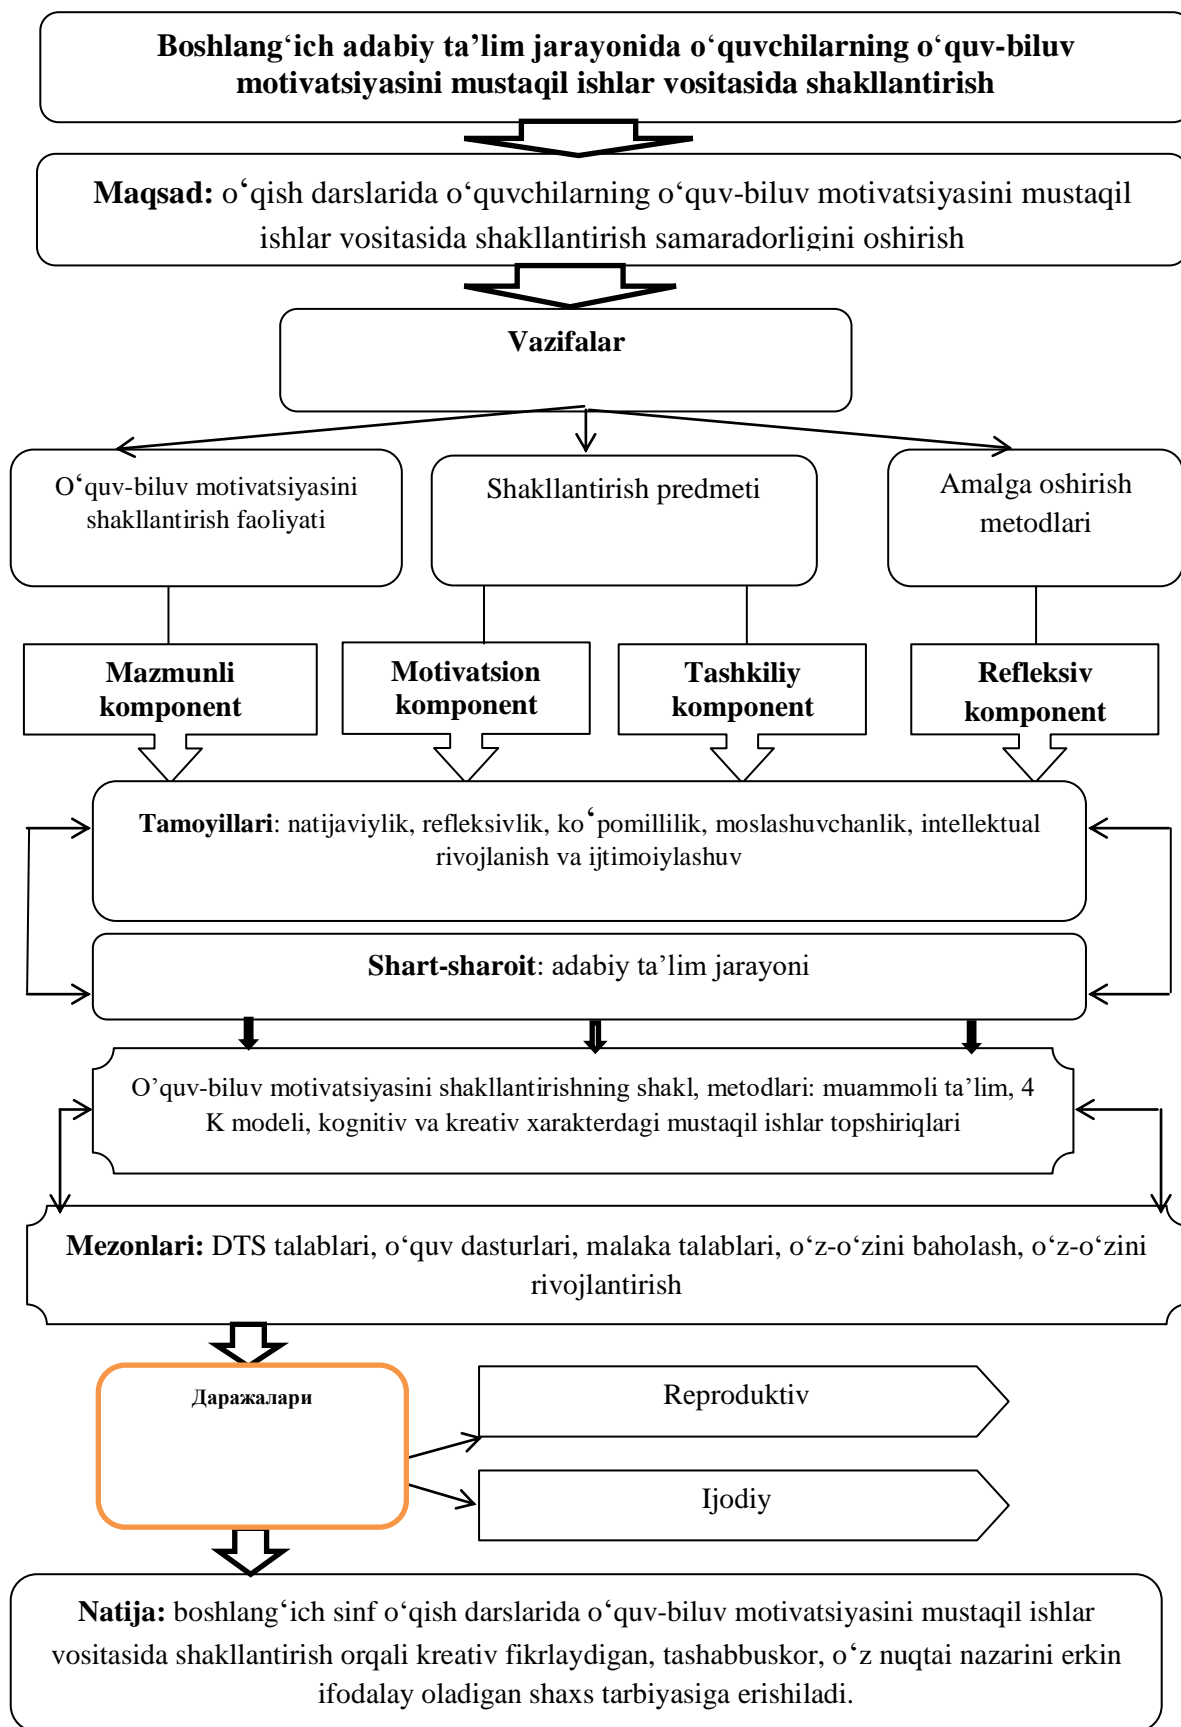 Boshlang‘ich adabiy ta’lim jarayonida o‘quvchilarning o‘quv-biluv
motivatsiyasini mustaqil ishlar vositasida shakllantirish
Maqsad: o‘qish darslarida o‘quvchilarning o‘quv-biluv motivatsiyasini mustaqil
ishlar vositasida shakllantirish samaradorligini oshirish
Vazifalar
O‘quv-biluv motivatsiyasini
shakllantirish faoliyati
Shakllantirish predmeti
Amalga oshirish
metodlari
Mazmunli
komponent
Motivatsion
komponent
Tashkiliy
komponent
Refleksiv
komponent
Tamoyillari: natijaviylik, refleksivlik, ko‘pomillilik, moslashuvchanlik, intellektual
rivojlanish va ijtimoiylashuv
Shart-sharoit: adabiy ta’lim jarayoni
O’quv-biluv motivatsiyasini shakllantirishning shakl, metodlari: muammoli ta’lim, 4
K modeli, kognitiv va kreativ xarakterdagi mustaqil ishlar topshiriqlari
Mezonlari: DTS talablari, o‘quv dasturlari, malaka talablari, o‘z-o‘zini baholash, o‘z-o‘zini
rivojlantirish
Даражалари
Reproduktiv
Ijodiy
Natija: boshlang‘ich sinf o‘qish darslarida o‘quv-biluv motivatsiyasini mustaqil ishlar
vositasida shakllantirish orqali kreativ fikrlaydigan, tashabbuskor, o‘z nuqtai nazarini erkin
ifodalay oladigan shaxs tarbiyasiga erishiladi.